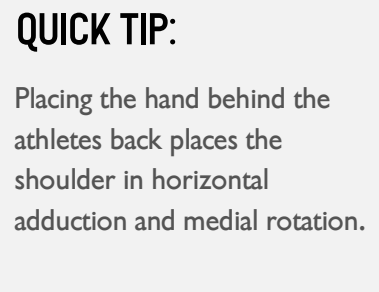 QUICK TIP:
Placing the hand behind the
athletes back places the
shoulder in horizontal
adduction and medial rotation.